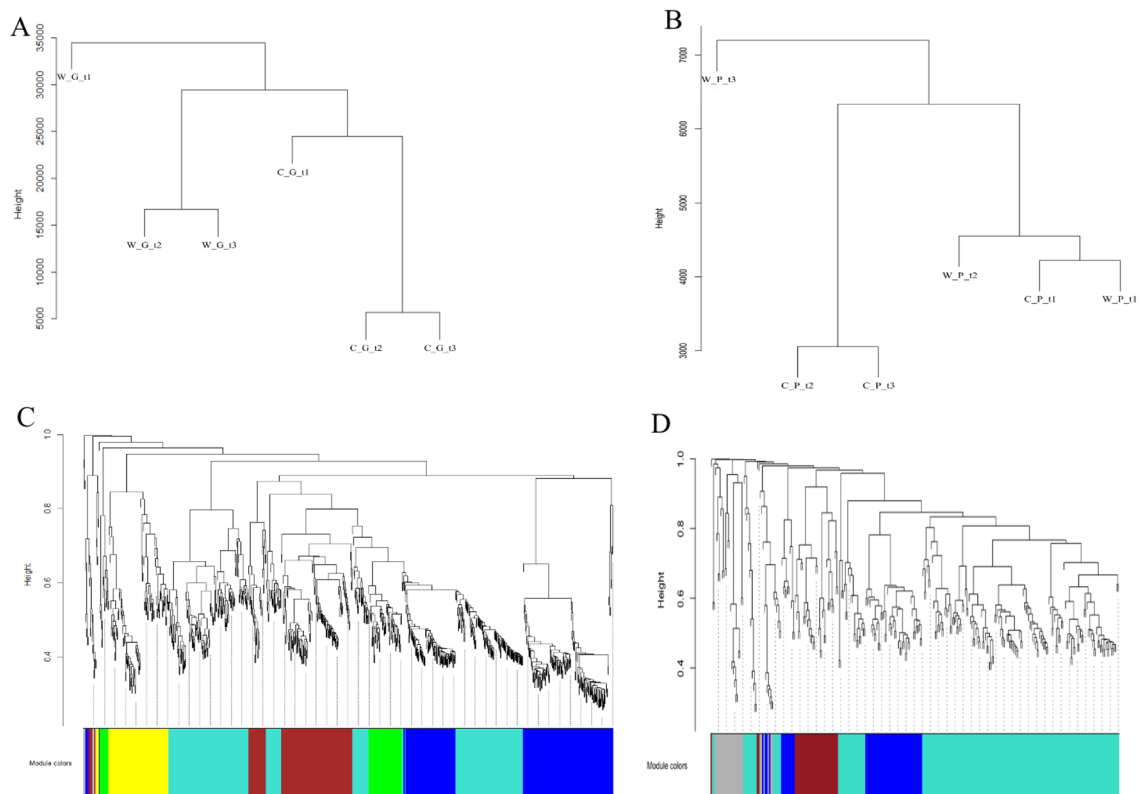 A
B
35000
30000
25000
20000
15000
10000
5000
Height
W_G_t1
C_G_t1
W_G_t2
W_G_t3
C_G_t2
C_G_t3
7000
6000
5000
4000
3000
Height
W_P_t3
W_P_t2
C_P_t1
W_P_t1
C_P_t2
C_P_t3
C
D
1.0
0.8
0.6
0.4
Height
Module colors
1.0
0.8
0.6
0.4
Height
Module colors